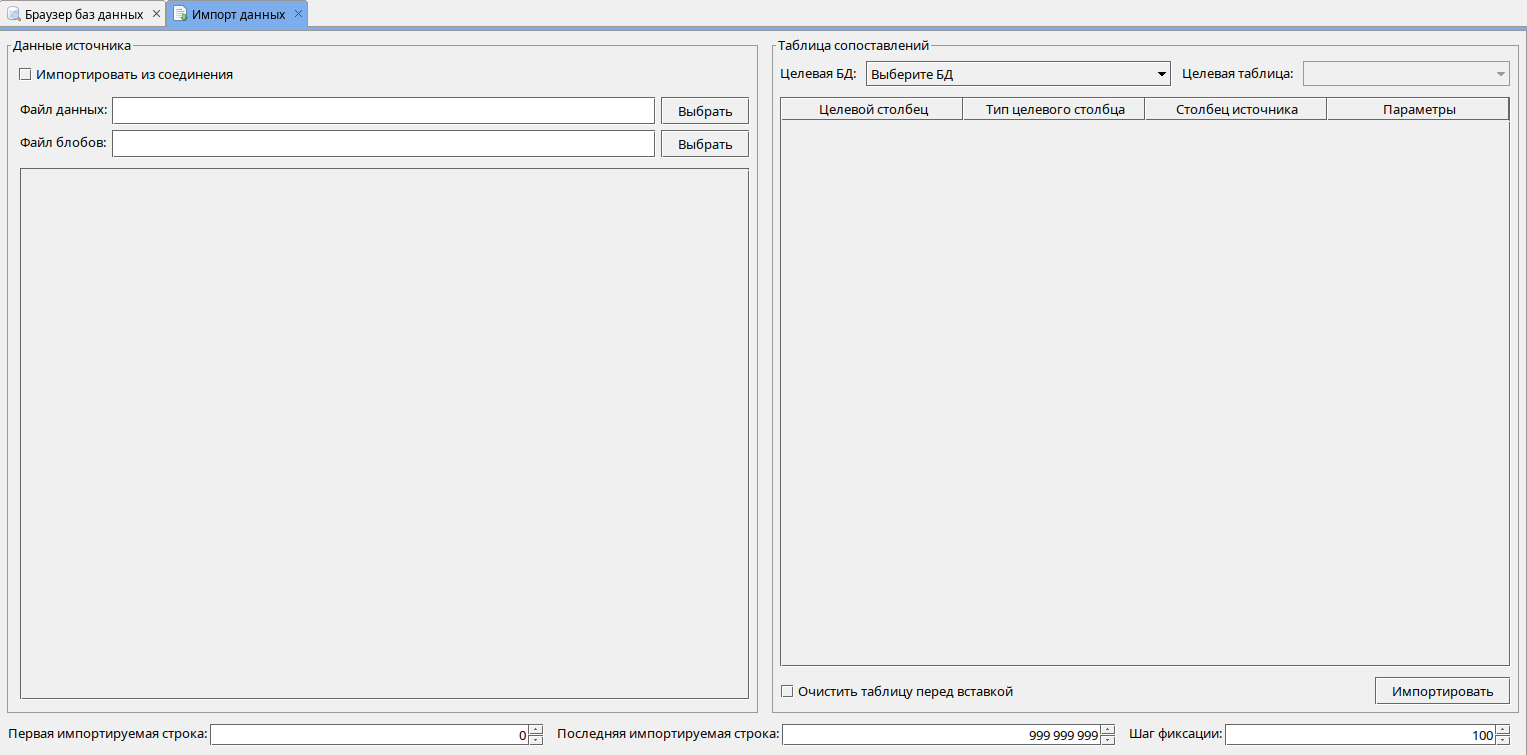 Браузер баз данных
Импорт данных
Данные источника
Импортировать из соединения
Файл данных:
Выбрать
Файл блобов:
Выбрать
Таблица сопоставлений
Целевая БД: Выберите БД Целевая таблица:
Целевой столбец Тип целевого столбца Столбец источника Параметры
Очистить таблицу перед вставкой
Импортировать
Первая импортируемая строка: 0 Последняя импортируемая строка: 999 999 999 Шаг фиксации: 100